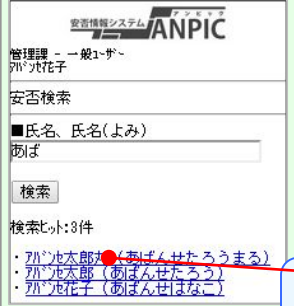 アンピック
安否情報システム ANPIC
管理課 - 一般ﾕｰｻﾞｰ
ｱﾊﾞﾝｾ花子
安否検索
■氏名、氏名(よみ)
あば
検索
検索ﾋｯﾄ:3件
・ｱﾊﾞﾝｾ太郎丸（あばんせたろうまる）
・ｱﾊﾞﾝｾ太郎（あばんせたろう）
・ｱﾊﾞﾝｾ花子（あばんせはなこ）